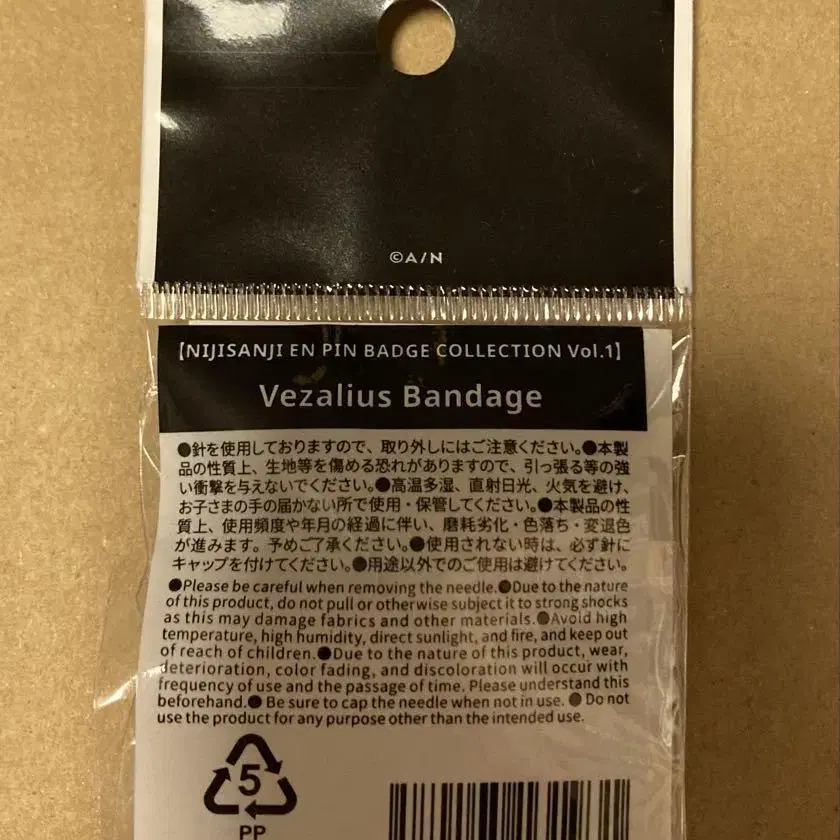 ©A/N
【NIJISANJI EN PIN BADGE COLLECTION Vol.1】
Vezalius Bandage
●針を使用しておりますので、取り外しにはご注意ください。●本製
品の性質上、生地等を傷める恐れがありますので、引っ張る等の強
い衝撃を与えないでください。●高温多湿、直射日光、火気を避け、
お子さまの手の届かない所で使用・保管してください。●本製品の性
質上、使用頻度や年月の経過に伴い、磨耗劣化・色落ち・変退色
が進みます。予めご了承ください。●使用されない時は、必ず針に
キャップを付けてください。●用途以外でのご使用は避けてください。
●Please be careful when removing the needle.●Due to the nature
of this product, do not pull or otherwise subject it to strong shocks
as this may damage fabrics and other materials.●Avoid high
temperature, high humidity, direct sunlight, and fire, and keep out
of reach of children.●Due to the nature of this product, wear,
deterioration, color fading, and discoloration will occur with
frequency of use and the passage of time. Please understand this
beforehand.● Be sure to cap the needle when not in use. ● Do not
use the product for any purpose other than the intended use.
5
PP